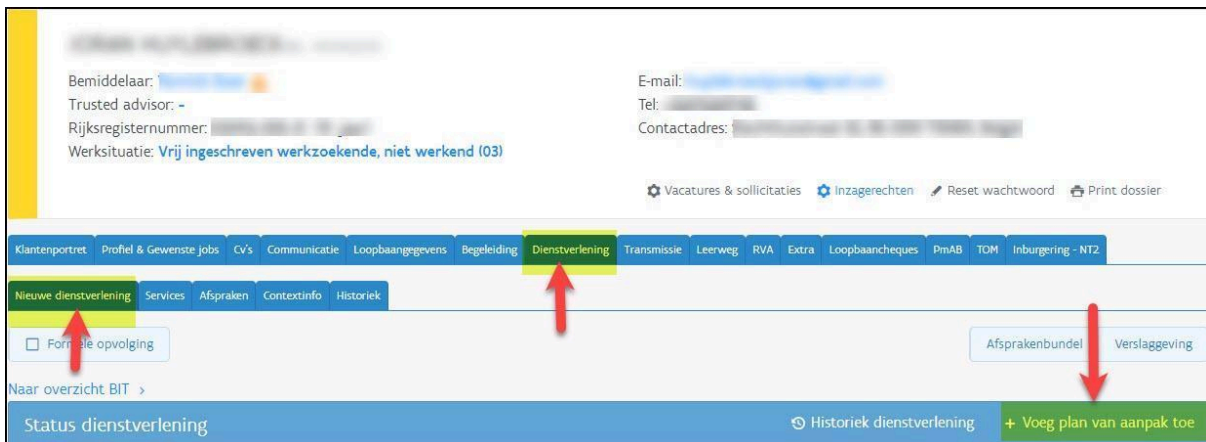 Bemiddelaar:
E-mail:
Trusted advisor: -
Tel:
Rijksregisternummer:
Contactadres:
Werksituatie: Vrij ingeschreven werkzoekende, niet werkend (03)
Vacatures & sollicitaties Inzagerechten Reset wachtwoord Print dossier
Klantenportret Profiel & Gewenste jobs Cv's Communicatie Loopbaangegevens Begeleiding Dienstverlening Transmissie Leerweg RVA Extra Loopbaancheques PmAB TOM Inburgering - NT2
Nieuwe dienstverlening Services Afspraken Contextinfo Historiek
Formele opvolging Afsprakenbundel Verslaggeving
Naar overzicht BIT >
Status dienstverlening Historiek dienstverlening + Voeg plan van aanpak toe